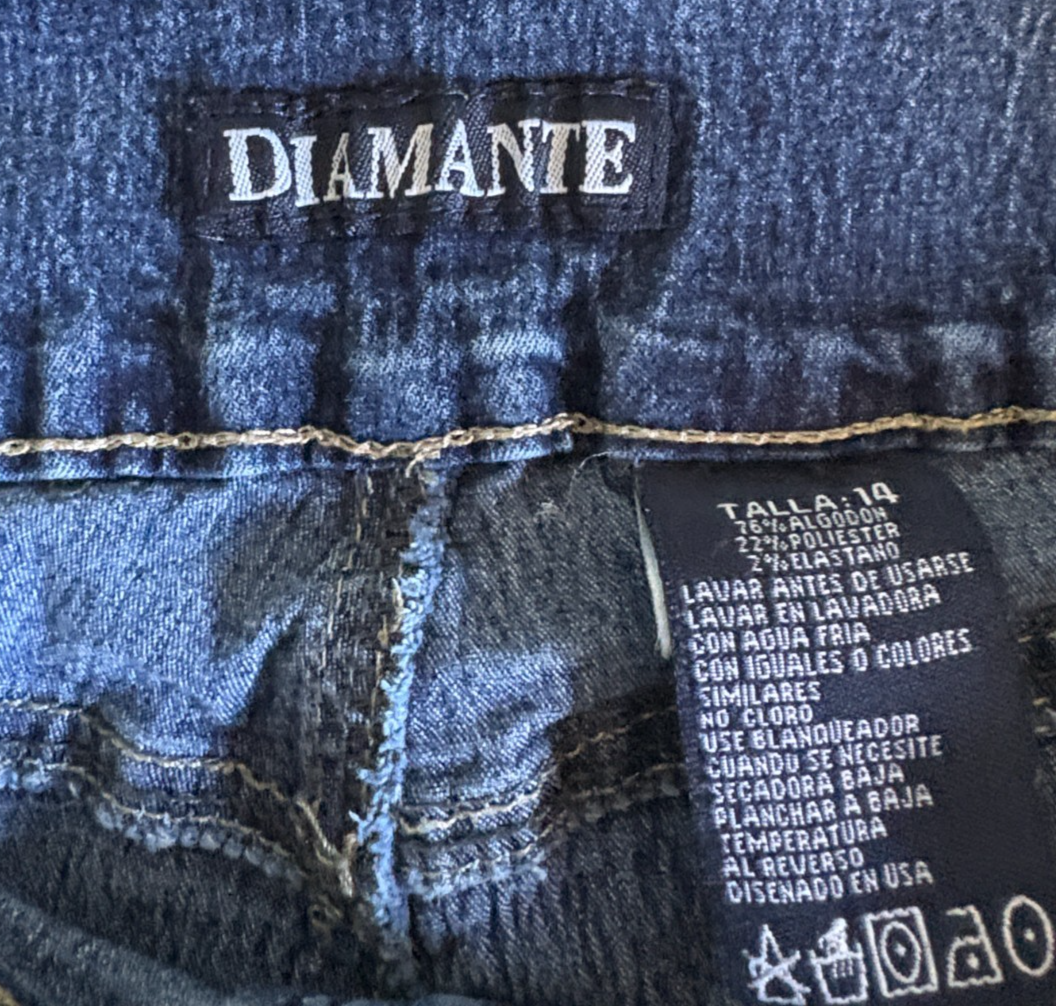 DIAMANTE
TALLA:14
76% ALGODON
22% POLIESTER
2% ELASTANO
LAVAR ANTES DE USARSE
LAVAR EN LAVADORA
CON AGUA FRIA
CON IGUALES O COLORES
SIMILARES
NO CLORO
USE BLANQUEADOR
CUANDO SE NECESITE
SECADORA BAJA
PLANCHAR A BAJA
TEMPERATURA
AL REVERSO
DISENADO EN USA